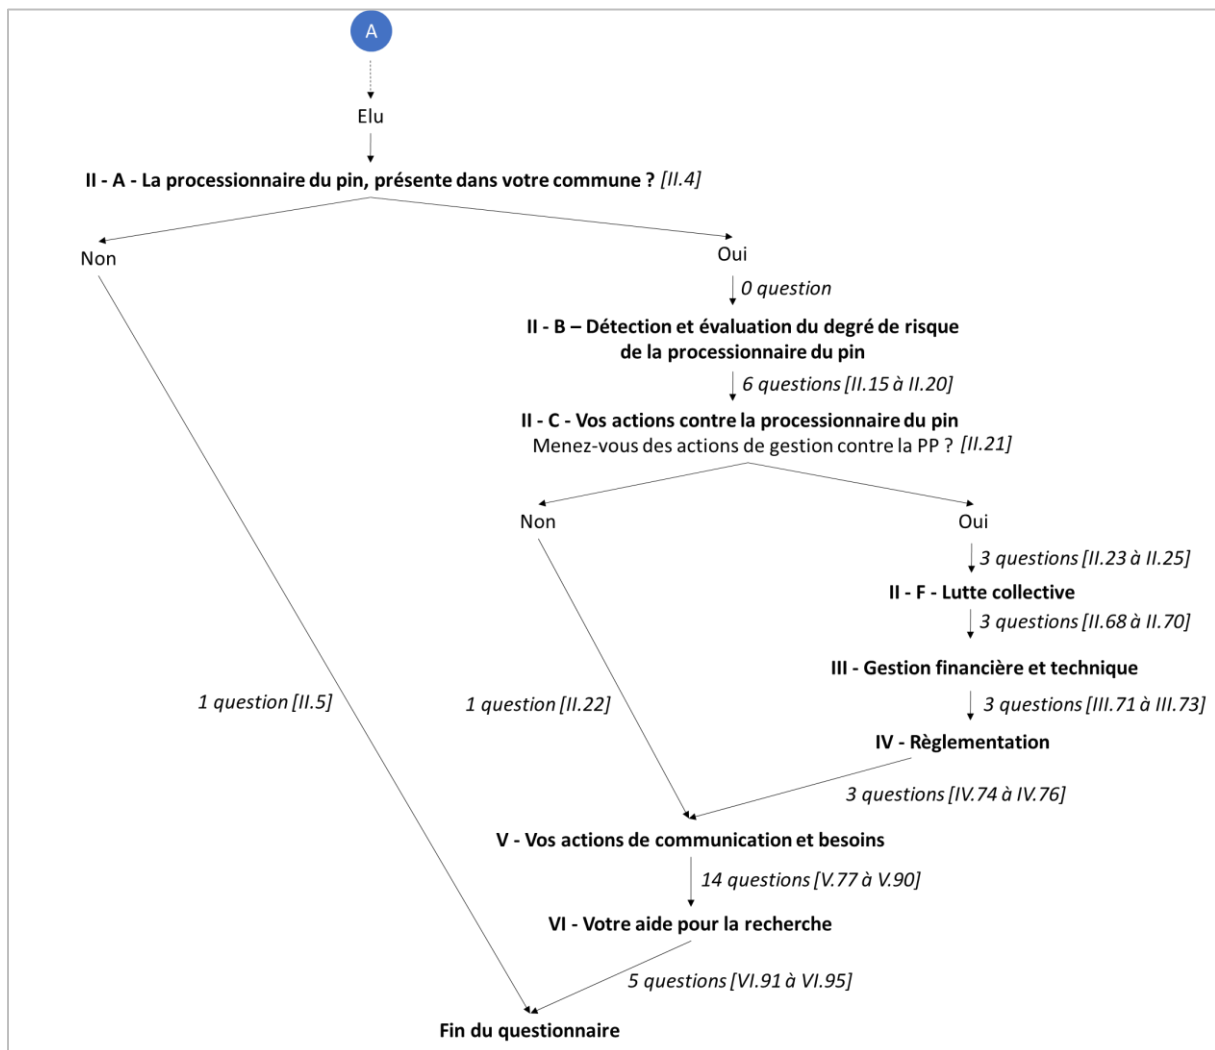 A
Elu
II - A - La processionnaire du pin, présente dans votre commune ? [II.4]
Non
Oui
0 question
II - B – Détection et évaluation du degré de risque
de la processionnaire du pin
6 questions [II.15 à II.20]
II - C - Vos actions contre la processionnaire du pin
Menez-vous des actions de gestion contre la PP ? [II.21]
Non
Oui
3 questions [II.23 à II.25]
II - F - Lutte collective
3 questions [II.68 à II.70]
III - Gestion financière et technique
1 question [II.5]
1 question [II.22]
3 questions [III.71 à III.73]
IV - Règlementation
3 questions [IV.74 à IV.76]
V - Vos actions de communication et besoins
14 questions [V.77 à V.90]
VI - Votre aide pour la recherche
5 questions [VI.91 à VI.95]
Fin du questionnaire